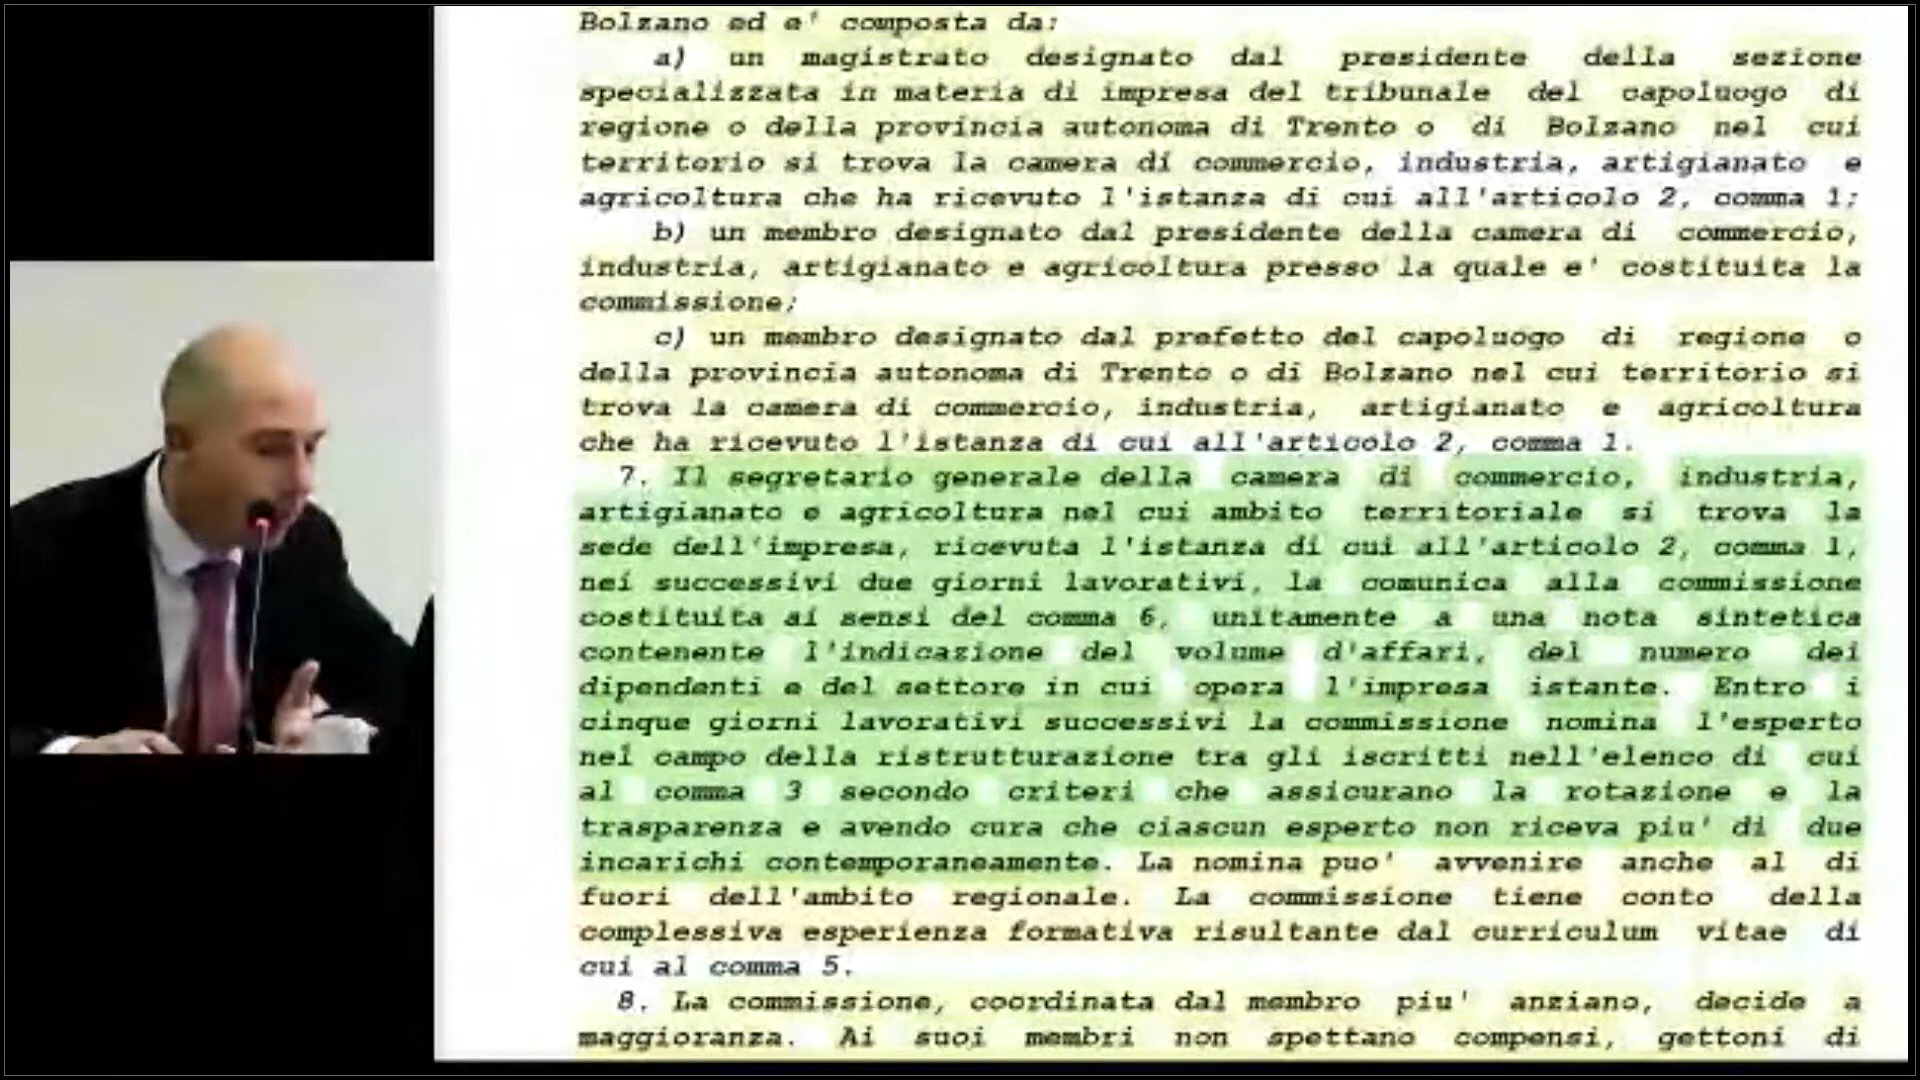 Bolzano ed e' composta da:
a) un magistrato designato dal presidente della sezione
specializzata in materia di impresa del tribunale del capoluogo di
regione o della provincia autonoma di Trento o di Bolzano nel cui
territorio si trova la camera di commercio, industria, artigianato e
agricoltura che ha ricevuto l'istanza di cui all'articolo 2, comma 1;
b) un membro designato dal presidente della camera di commercio,
industria, artigianato e agricoltura presso la quale e' costituita la
commissione;
c) un membro designato dal prefetto del capoluogo di regione o
della provincia autonoma di Trento o di Bolzano nel cui territorio si
trova la camera di commercio, industria, artigianato e agricoltura
che ha ricevuto l'istanza di cui all'articolo 2, comma 1.
7. Il segretario generale della camera di commercio, industria,
artigianato e agricoltura nel cui ambito territoriale si trova la
sede dell'impresa, ricevuta l'istanza di cui all'articolo 2, comma 1,
nei successivi due giorni lavorativi, la comunica alla commissione
costituita ai sensi del comma 6, unitamente a una nota sintetica
contenente l'indicazione del volume d'affari, del numero dei
dipendenti e del settore in cui opera l'impresa istante. Entro i
cinque giorni lavorativi successivi la commissione nomina l'esperto
nel campo della ristrutturazione tra gli iscritti nell'elenco di cui
al comma 3 secondo criteri che assicurano la rotazione e la
trasparenza e avendo cura che ciascun esperto non riceva piu' di due
incarichi contemporaneamente. La nomina puo' avvenire anche al di
fuori dell'ambito regionale. La commissione tiene conto della
complessiva esperienza formativa risultante dal curriculum vitae di
cui al comma 5.
8. La commissione, coordinata dal membro piu' anziano, decide a
maggioranza. Ai suoi membri non spettano compensi, gettoni di